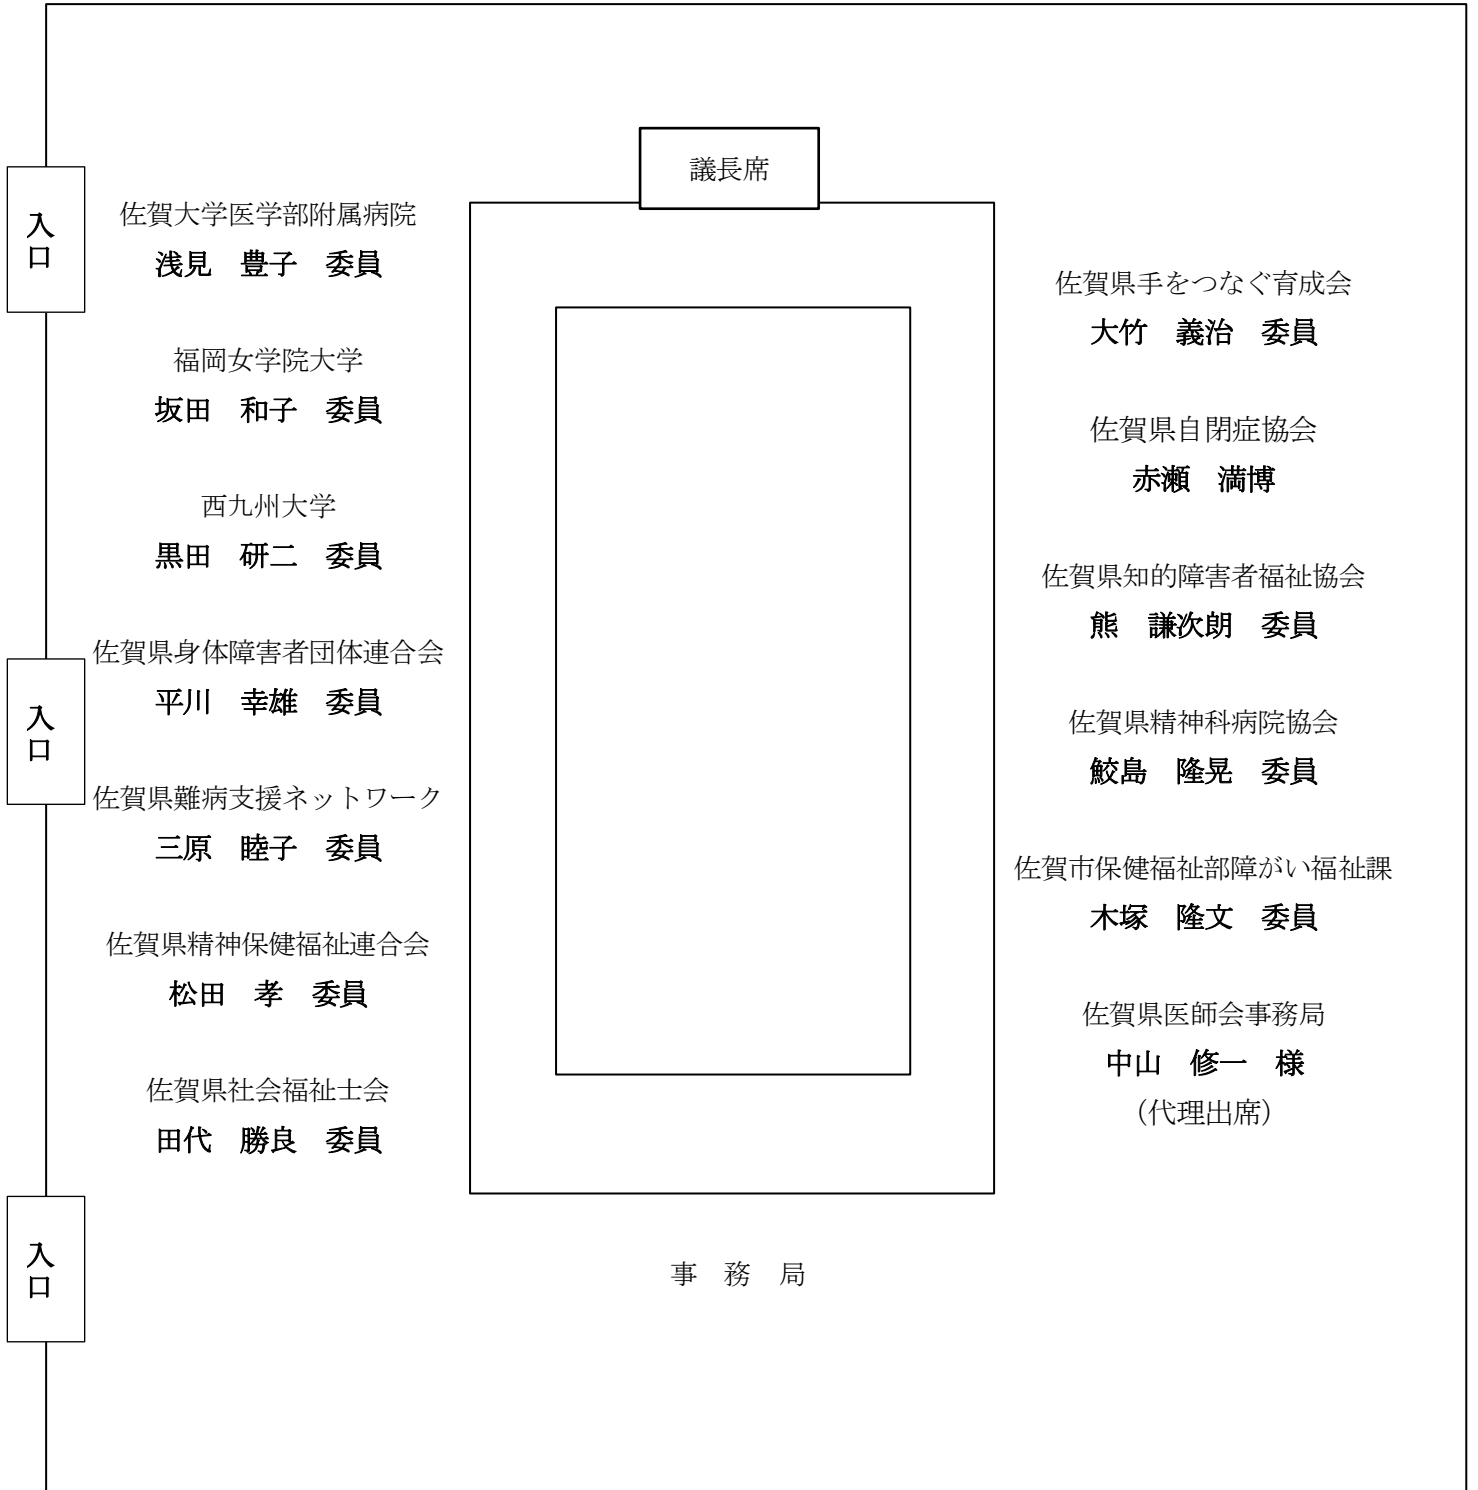 議長席
入口
佐賀大学医学部附属病院
浅見　豊子　委員
福岡女学院大学
坂田　和子　委員
西九州大学
黒田　研二　委員
入口
佐賀県身体障害者団体連合会
平川　幸雄　委員
佐賀県難病支援ネットワーク
三原　睦子　委員
佐賀県精神保健福祉連合会
松田　孝　委員
佐賀県社会福祉士会
田代　勝良　委員
入口
佐賀県手をつなぐ育成会
大竹　義治　委員
佐賀県自閉症協会
赤瀬　満博
佐賀県知的障害者福祉協会
熊　謙次朗　委員
佐賀県精神科病院協会
鮫島　隆晃　委員
佐賀市保健福祉部障がい福祉課
木塚　隆文　委員
佐賀県医師会事務局
中山　修一　様
（代理出席）
事　務　局